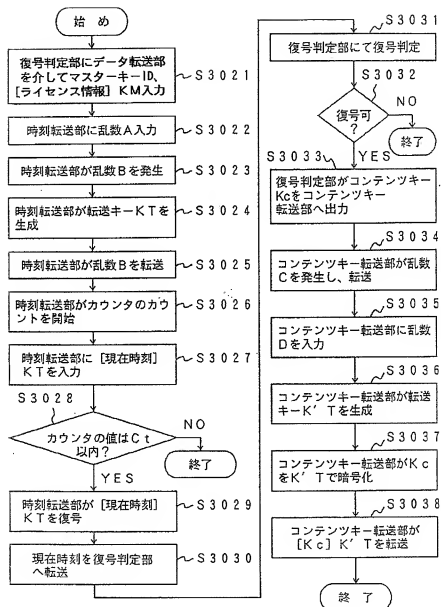 始 め
復号判定部にデータ転送部
を介してマスターキーID、
[ライセンス情報] KM入力
S3021
時刻転送部に乱数A入力
S3022
時刻転送部が乱数Bを発生
S3023
時刻転送部が転送キーKTを
生成
S3024
時刻転送部が乱数Bを転送
S3025
時刻転送部がカウンタのカウ
ントを開始
S3026
時刻転送部に [現在時刻]
KTを入力
S3027
S3028
カウンタの値はCt
以内?
NO
終了
YES
時刻転送部が [現在時刻]
KTを復号
S3029
現在時刻を復号判定部
へ転送
S3030
S3031
復号判定部にて復号判定
S3032
復号可
?
NO
終了
YES
S3033
復号判定部がコンテンツキー
Kcをコンテンツキー
転送部へ出力
S3034
コンテンツキー転送部が乱数
Cを発生し、転送
S3035
コンテンツキー転送部に乱数
Dを入力
S3036
コンテンツキー転送部が転送
キーK'Tを生成
S3037
コンテンツキー転送部がKc
をK'Tで暗号化
S3038
コンテンツキー転送部が
[Kc] K'Tを転送
終 了